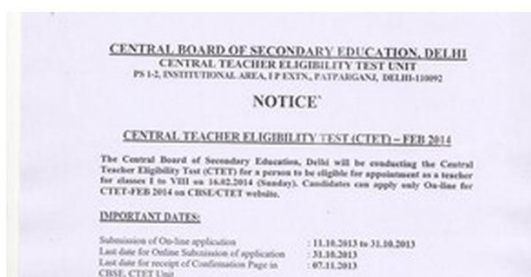 CENTRAL BOARD OF SECONDARY EDUCATION, DELHI
CENTRAL TEACHER ELIGIBILITY TEST UNIT
PS 1-2, INSTITUTIONAL AREA, I P EXTN., PATPARGANJ, DELHI-110092
NOTICE
CENTRAL TEACHER ELIGIBILITY TEST (CTET) – FEB 2014
The Central Board of Secondary Education, Delhi will be conducting the Central
Teacher Eligibility Test (CTET) for a person to be eligible for appointment as a teacher
for classes I to VIII on 16.02.2014 (Sunday). Candidates can apply only On-line for
CTET-FEB 2014 on CBSE/CTET website.
IMPORTANT DATES:
Submission of On-line application : 11.10.2013 to 31.10.2013
Last date for Online Submission of application : 31.10.2013
Last date for receipt of Confirmation Page in : 07.11.2013
CBSE, CTET Unit